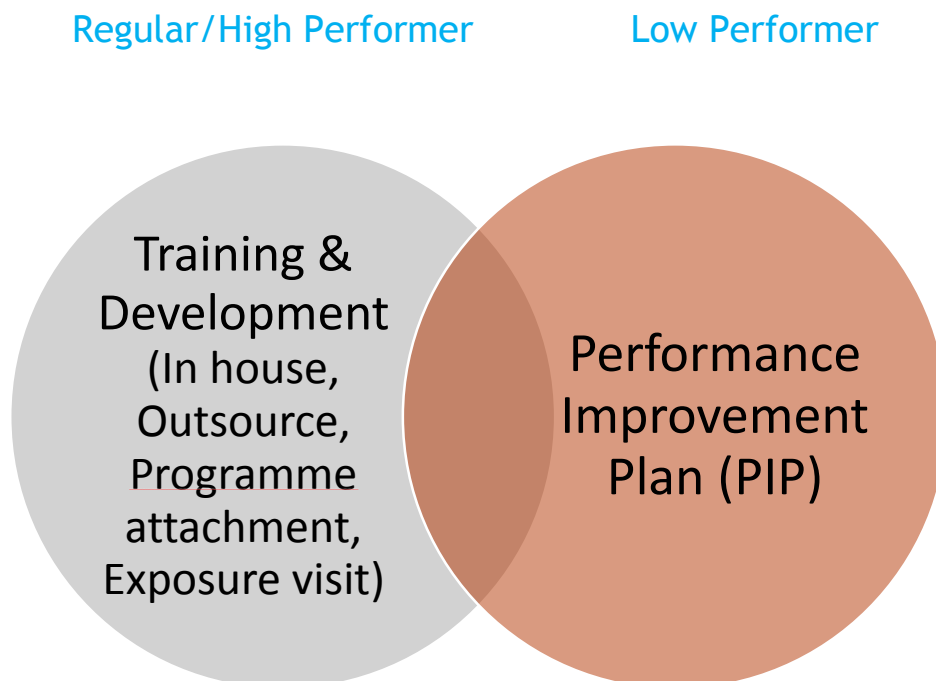 Regular/High Performer
Low Performer
Training &
Development
(In house,
Outsource,
Programme
attachment,
Exposure visit)
Performance
Improvement
Plan (PIP)